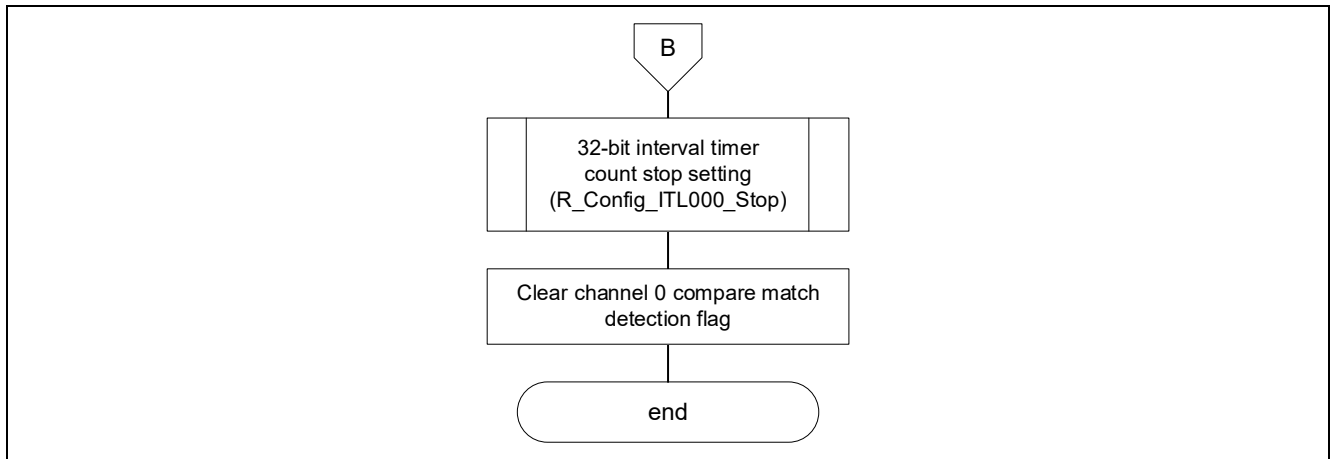 B
32-bit interval timer
count stop setting
(R_Config_ITL000_Stop)
Clear channel 0 compare match
detection flag
end